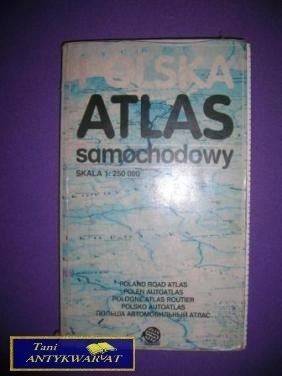 POLSKA
ATLAS
samochodowy
SKALA 1:250 000
POLAND ROAD ATLAS
POLEN AUTOATLAS
POLOGNE ATLAS ROUTIER
POLSKO AUTOATLAS
ПОЛЬША АВТОМОБИЛЬНЫЙ АТЛАС
Tani
ANTYKWARYAT